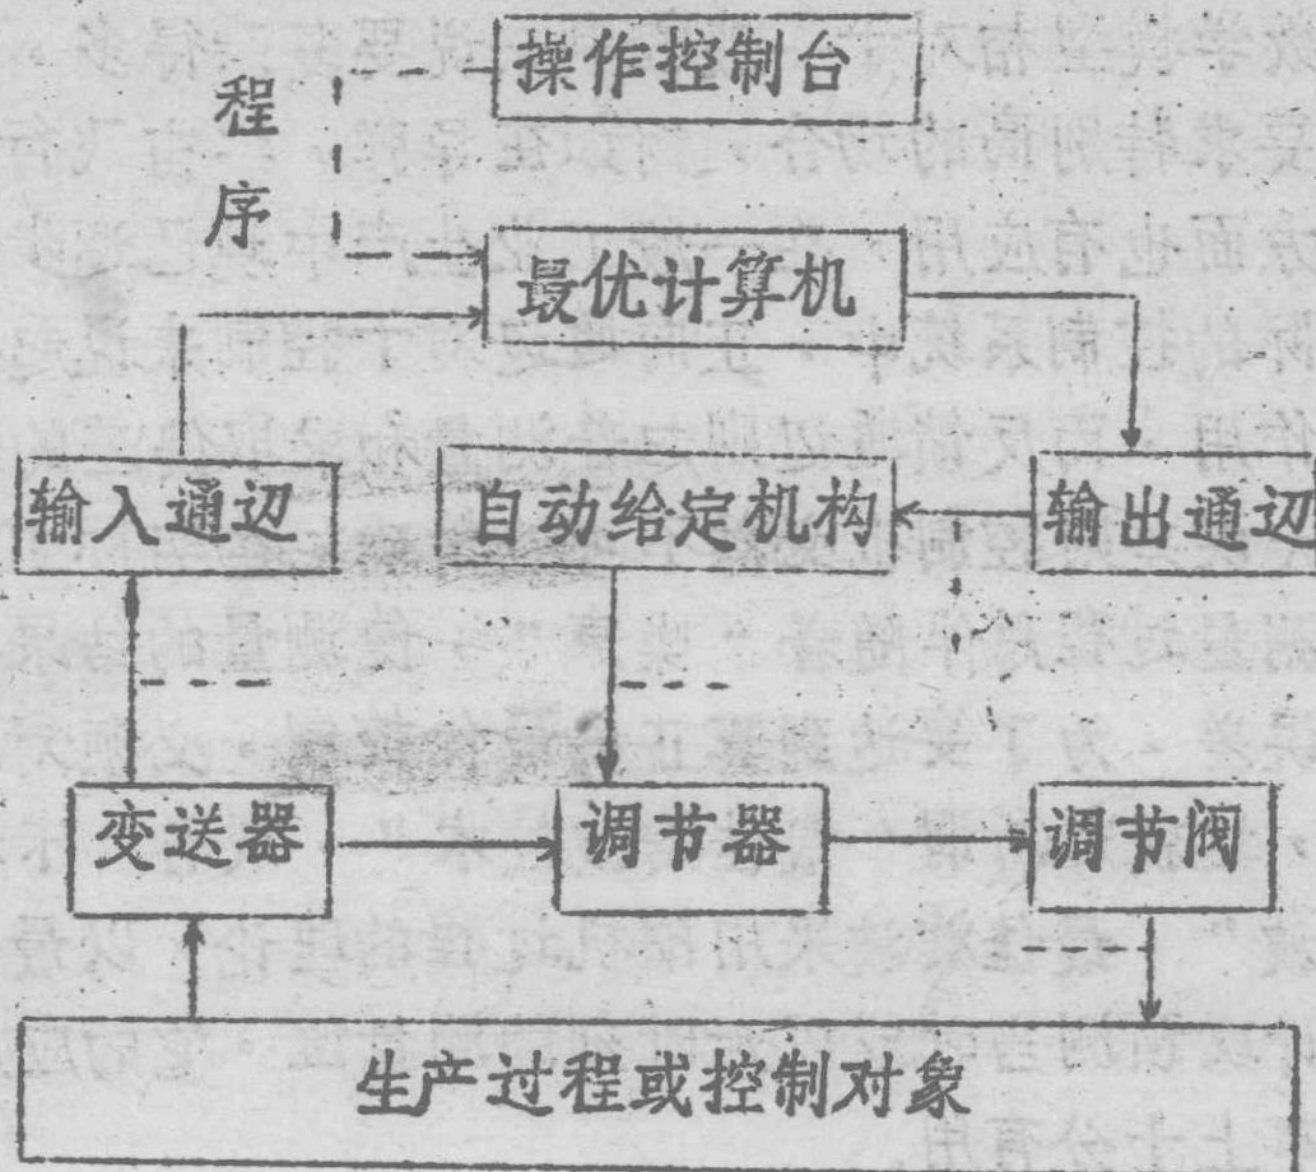 操作控制台
程
序
最优计算机
输入通辺
自动给定机构
输出通辺
变送器
调节器
调节阀
生产过程或控制对象